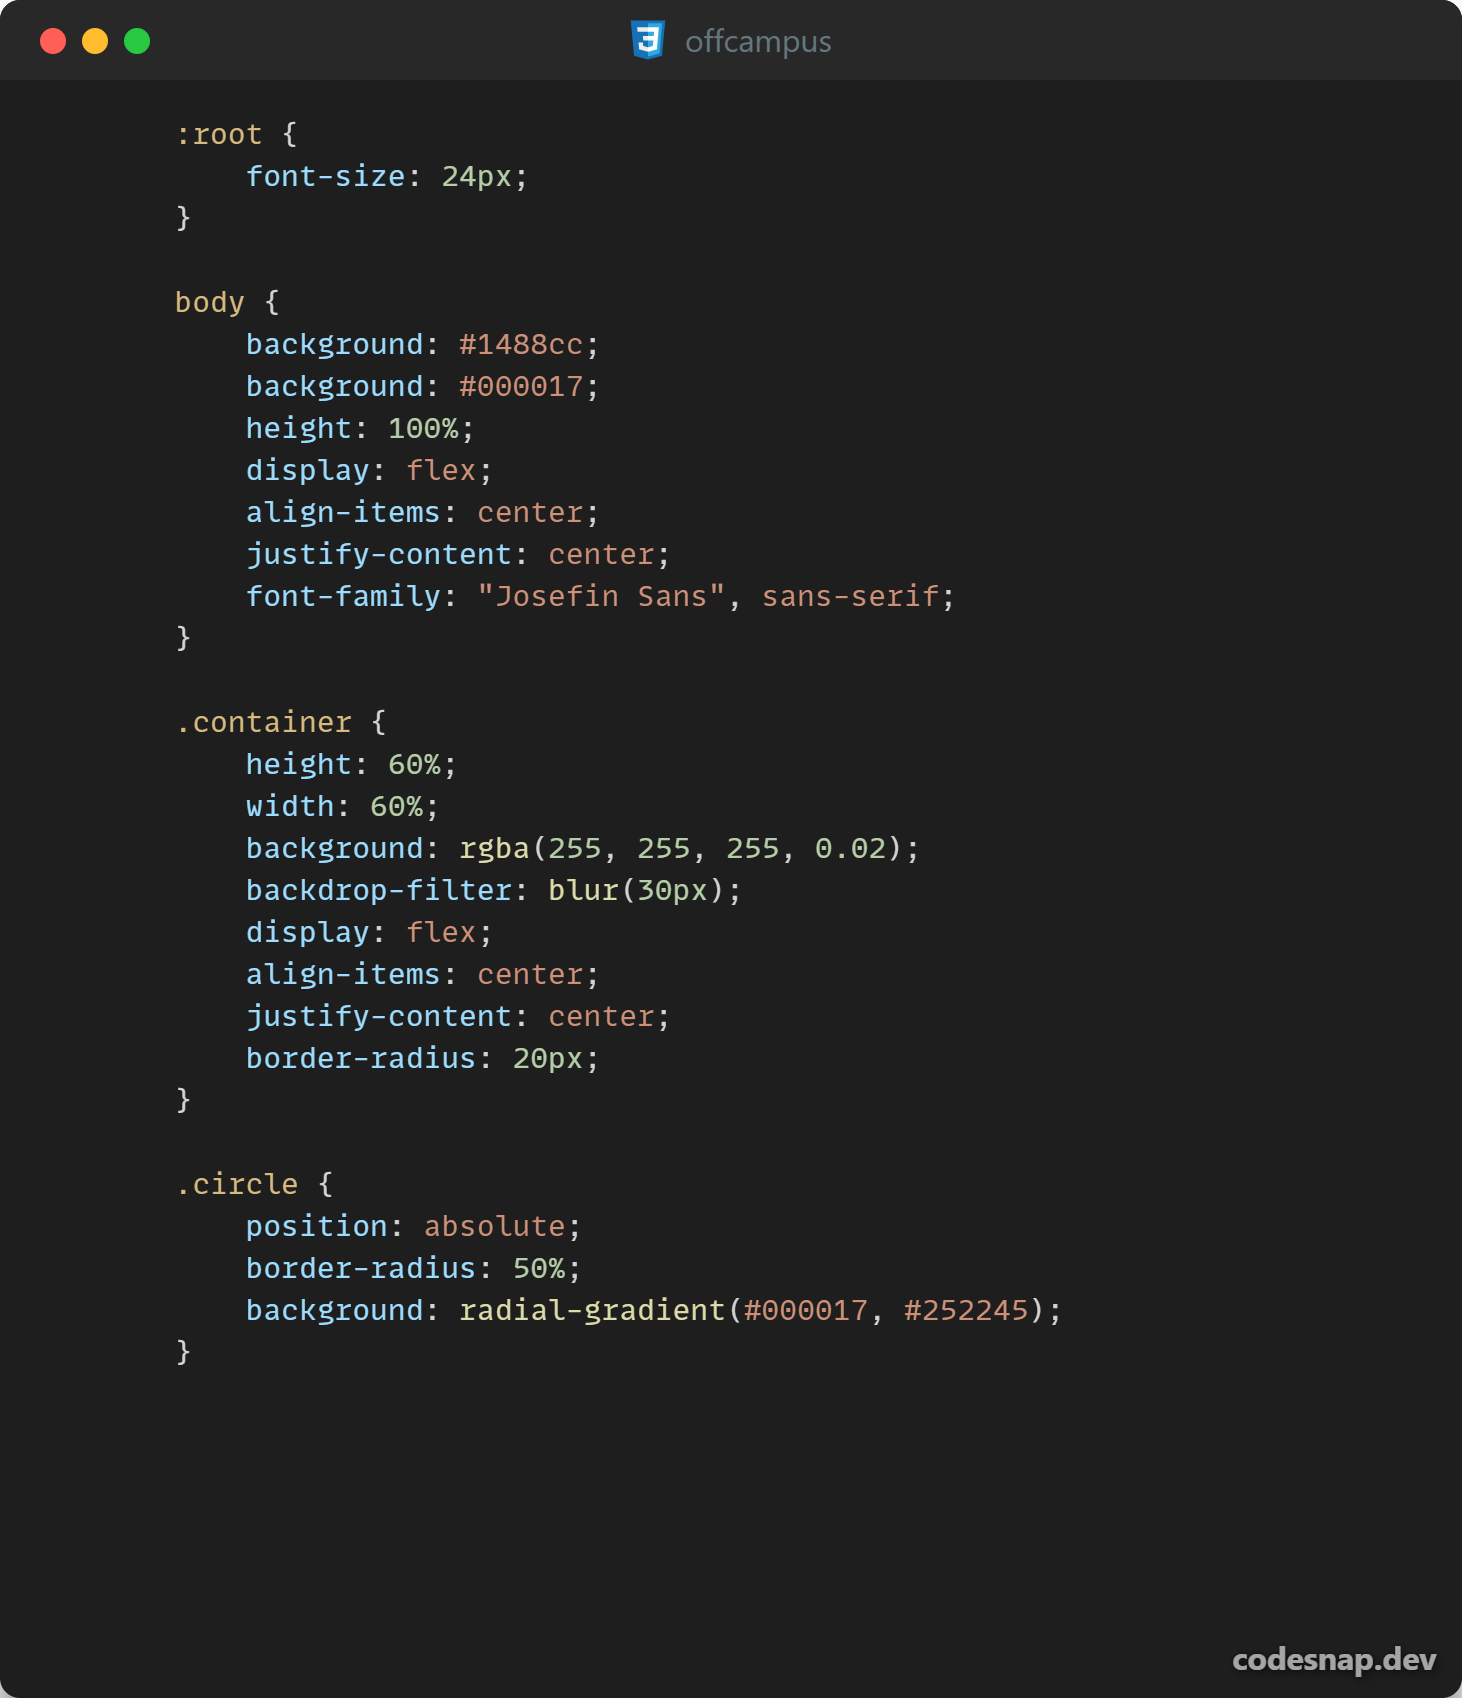 offcampus
:root {
    font-size: 24px;
}

body {
    background: #1488cc;
    background: #000017;
    height: 100%;
    display: flex;
    align-items: center;
    justify-content: center;
    font-family: "Josefin Sans", sans-serif;
}

.container {
    height: 60%;
    width: 60%;
    background: rgba(255, 255, 255, 0.02);
    backdrop-filter: blur(30px);
    display: flex;
    align-items: center;
    justify-content: center;
    border-radius: 20px;
}

.circle {
    position: absolute;
    border-radius: 50%;
    background: radial-gradient(#000017, #252245);
}
codesnap.dev